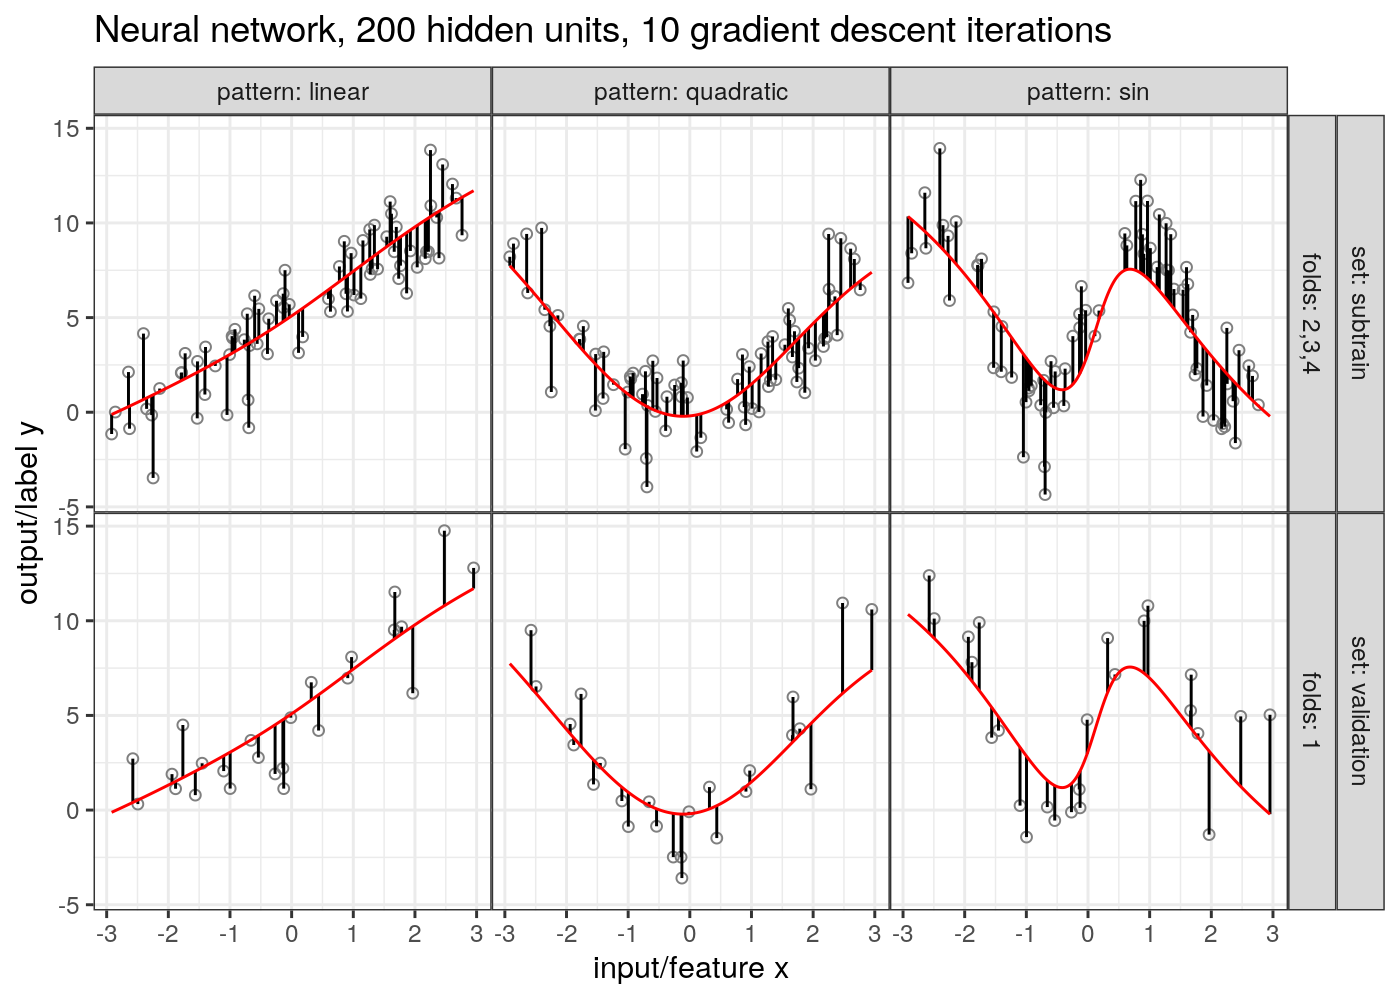 Neural network, 200 hidden units, 10 gradient descent iterations
pattern: linear
pattern: quadratic
pattern: sin
15
10
5
0
-5
folds: 2,3,4
set: subtrain
15
10
5
0
-5
folds: 1
set: validation
-3 -2 -1 0 1 2 3
-3 -2 -1 0 1 2 3
-3 -2 -1 0 1 2 3
output/label y
input/feature x